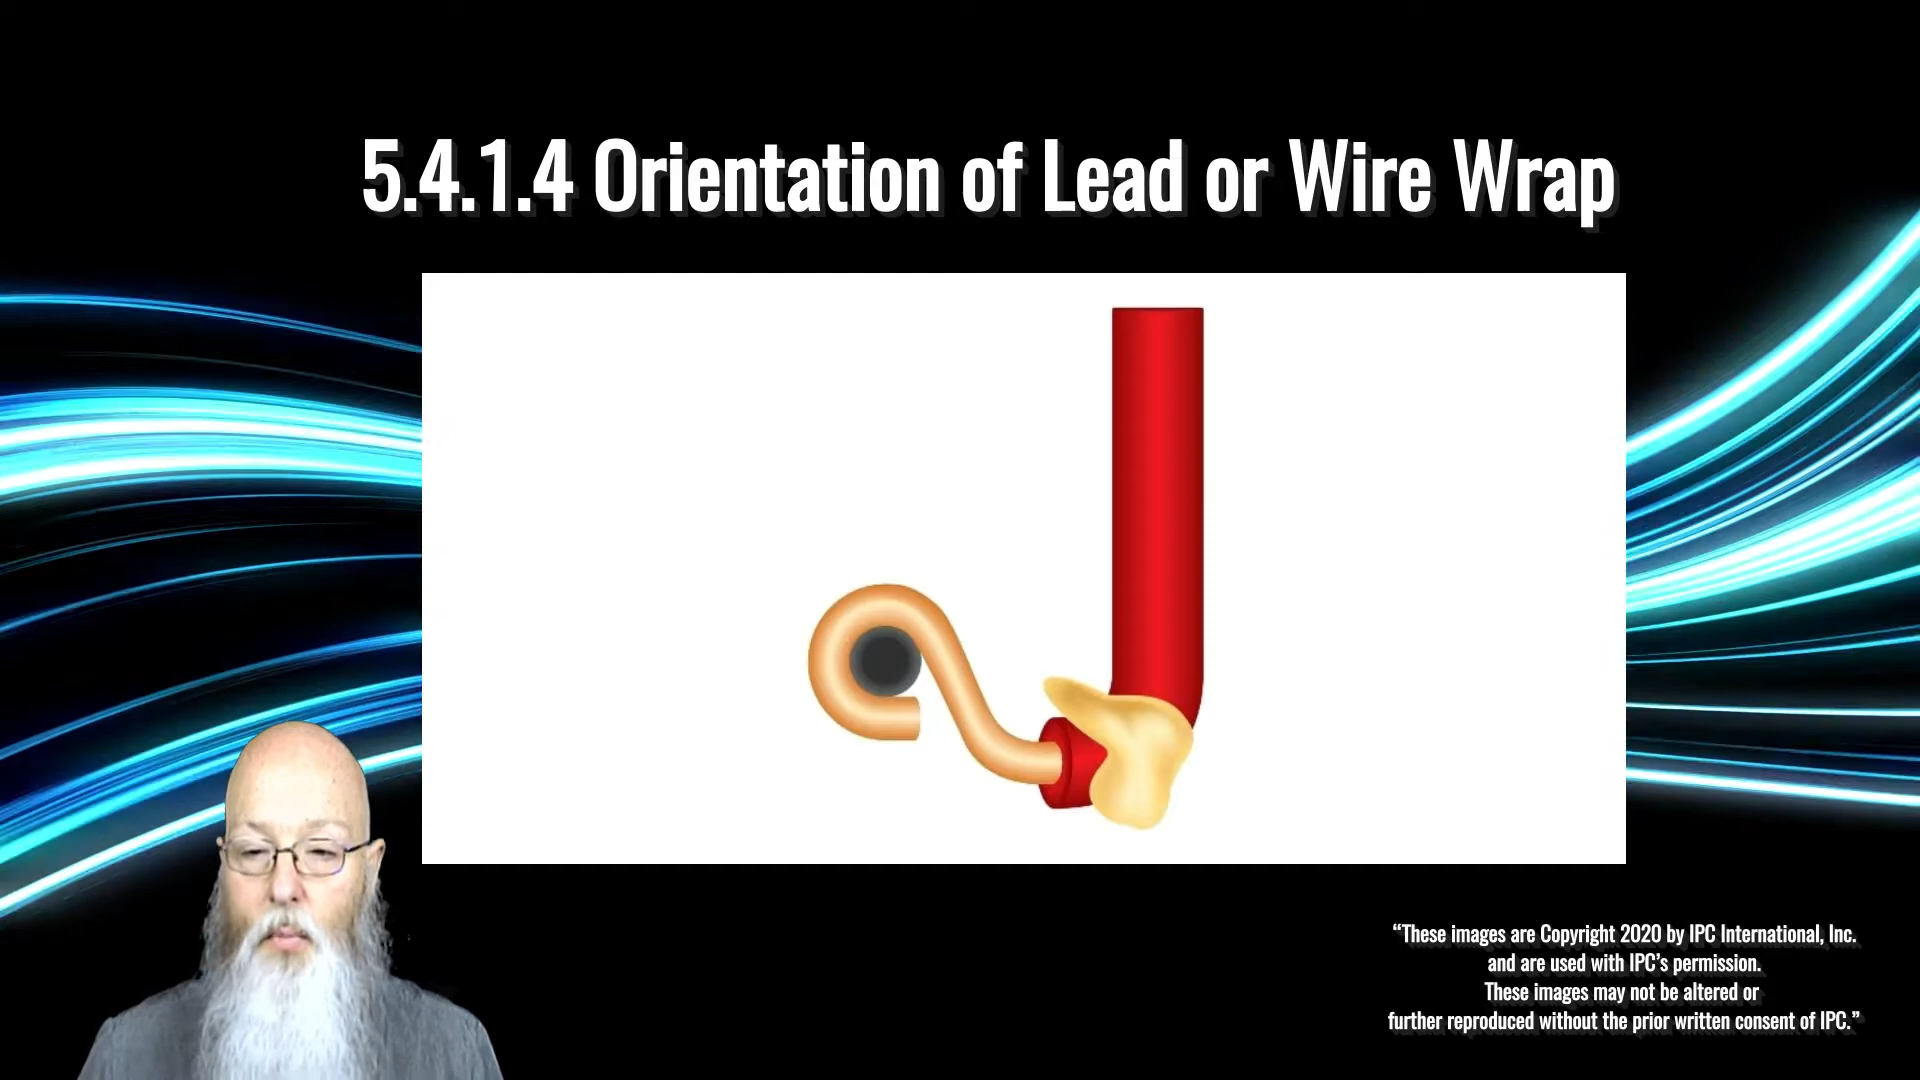 5.4.1.4 Orientation of Lead or Wire Wrap
“These images are Copyright 2020 by IPC International, Inc.
and are used with IPC’s permission.
These images may not be altered or
further reproduced without the prior written consent of IPC.”